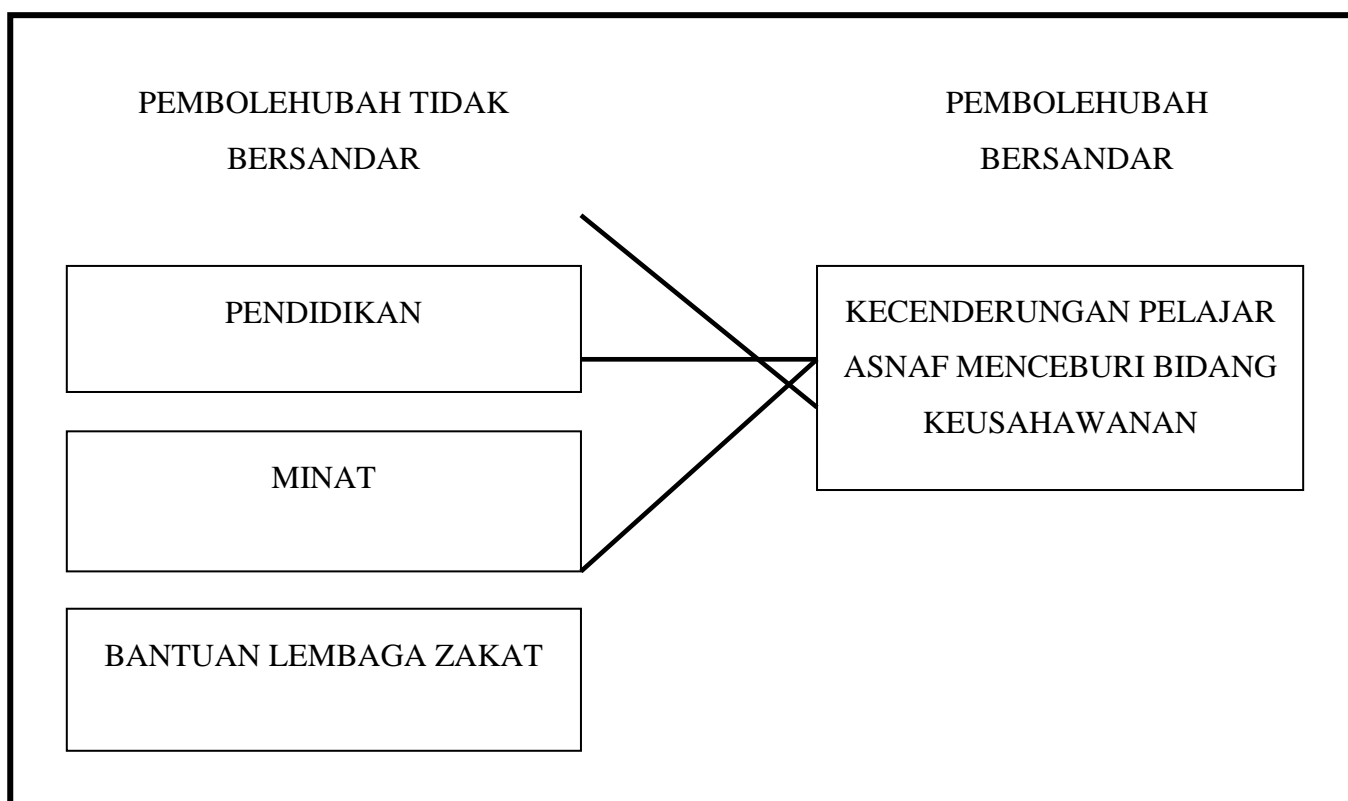 PEMBOLEHUBAH TIDAK
BERSANDAR
PEMBOLEHUBAH
BERSANDAR
PENDIDIKAN
MINAT
BANTUAN LEMBAGA ZAKAT
KECENDERUNGAN PELAJAR
ASNAF MENCEBURI BIDANG
KEUSAHAWANAN